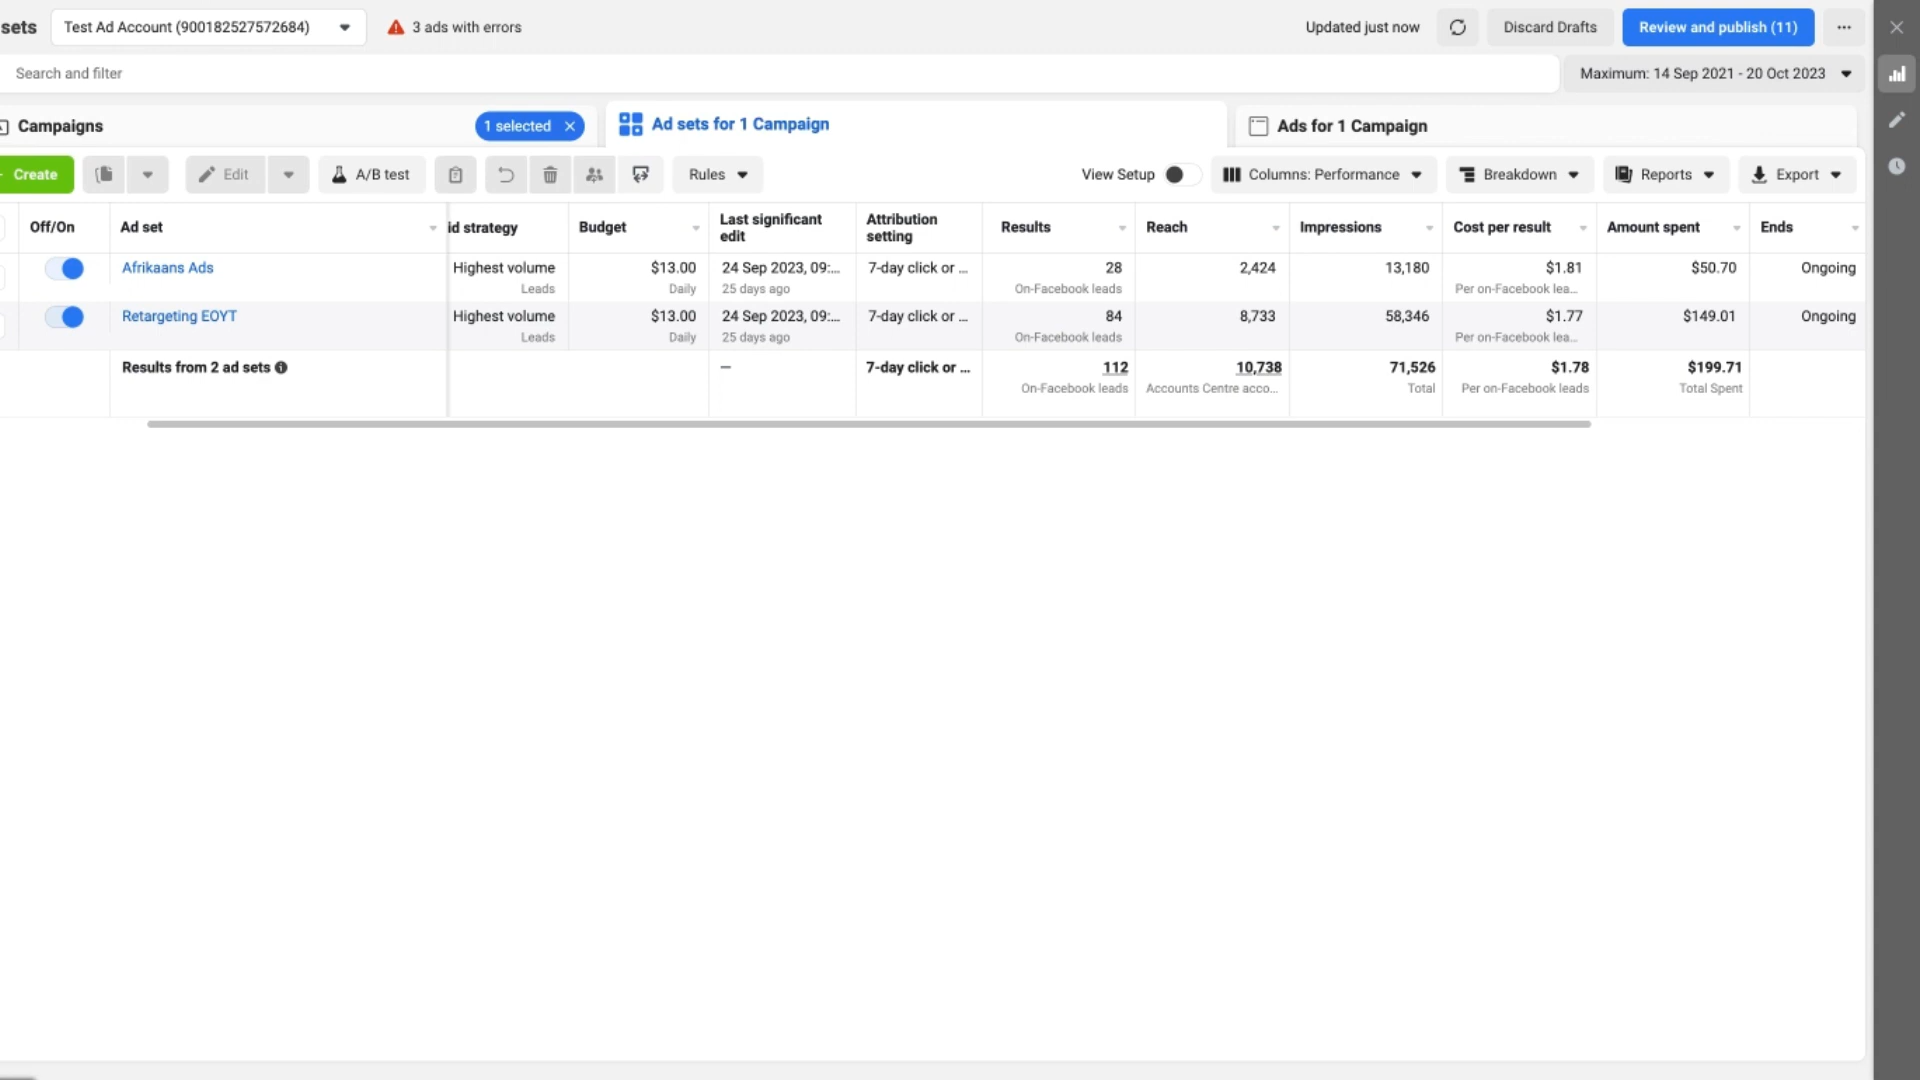 sets Test Ad Account (900182527572684) 3 ads with errors Updated just now Discard Drafts Review and publish (11)
Search and filter Maximum: 14 Sep 2021 - 20 Oct 2023
Campaigns 1 selected Ad sets for 1 Campaign Ads for 1 Campaign
Create Edit A/B test Rules View Setup Columns: Performance Breakdown Reports Export
Off/On Ad set id strategy Budget Last significant edit Attribution setting Results Reach Impressions Cost per result Amount spent Ends
Afrikaans Ads Highest volume $13.00 24 Sep 2023, 09:... 7-day click or ... 28 2,424 13,180 $1.81 $50.70 Ongoing
Leads Daily 25 days ago On-Facebook leads Per on-Facebook lea...
Retargeting EOYT Highest volume $13.00 24 Sep 2023, 09:... 7-day click or ... 84 8,733 58,346 $1.77 $149.01 Ongoing
Leads Daily 25 days ago On-Facebook leads Per on-Facebook lea...
Results from 2 ad sets — 7-day click or ... 112 10,738 71,526 $1.78 $199.71
On-Facebook leads Accounts Centre acco... Total Per on-Facebook leads Total Spent